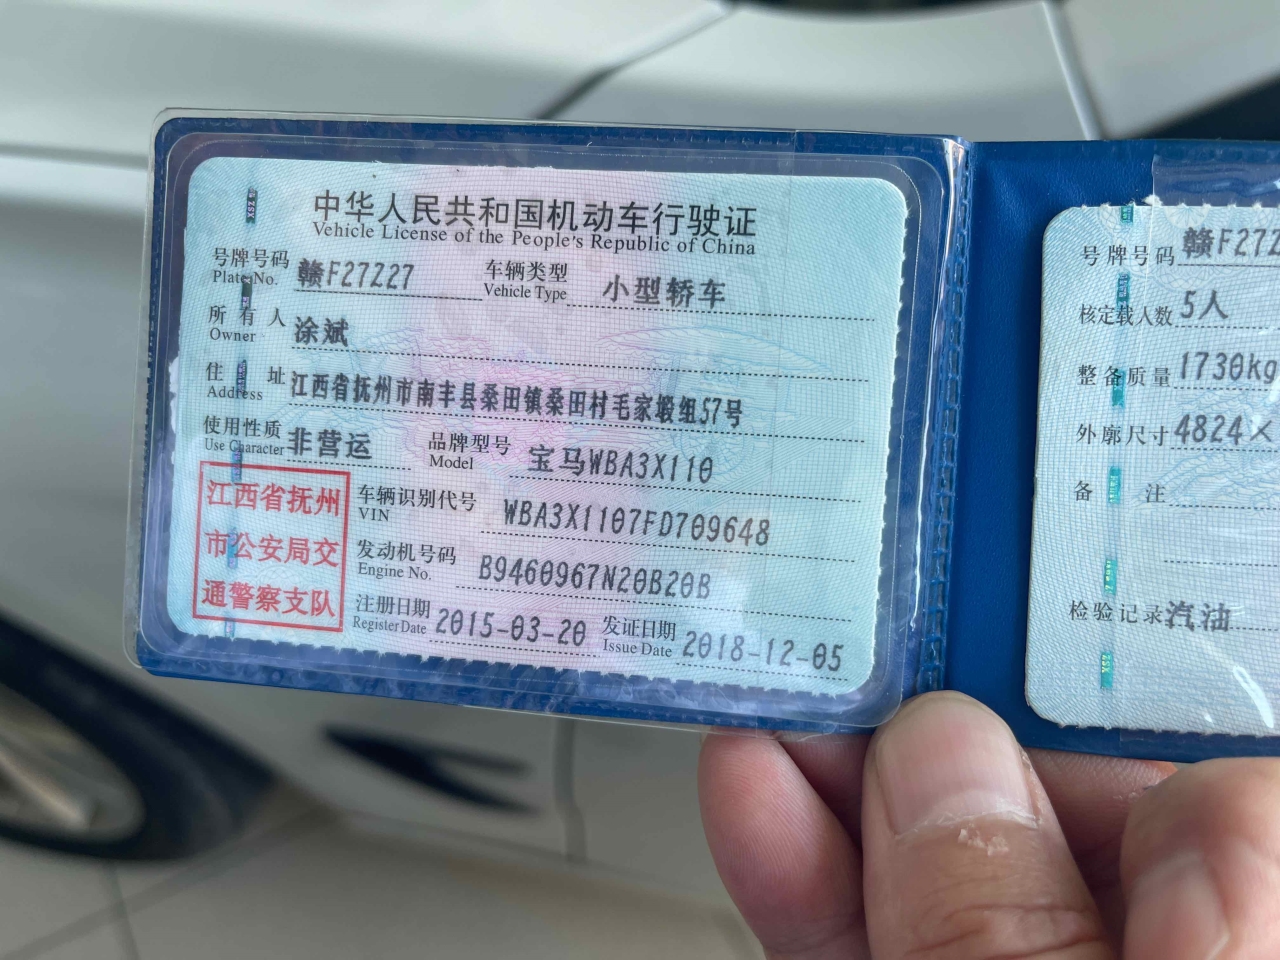 中华人民共和国机动车行驶证
Vehicle License of the People's Republic of China
号牌号码 赣F27Z27 车辆类型 小型轿车
Plate No. Vehicle Type
所有人 涂斌
Owner
住址 江西省抚州市南丰县桑田镇桑田村毛家塅组57号
Address
使用性质 非营运 品牌型号 宝马WBA3X110
Use Character Model
江西省抚州
市公安局交
通警察支队
车辆识别代号 WBA3X1107FD709648
VIN
发动机号码 B9460967N20B20B
Engine No.
注册日期 2015-03-20 发证日期 2018-12-05
Register Date Issue Date
号牌号码 赣F27Z
核定载人数 5人
整备质量 1730kg
外廓尺寸 4824×
备注
检验记录 汽油